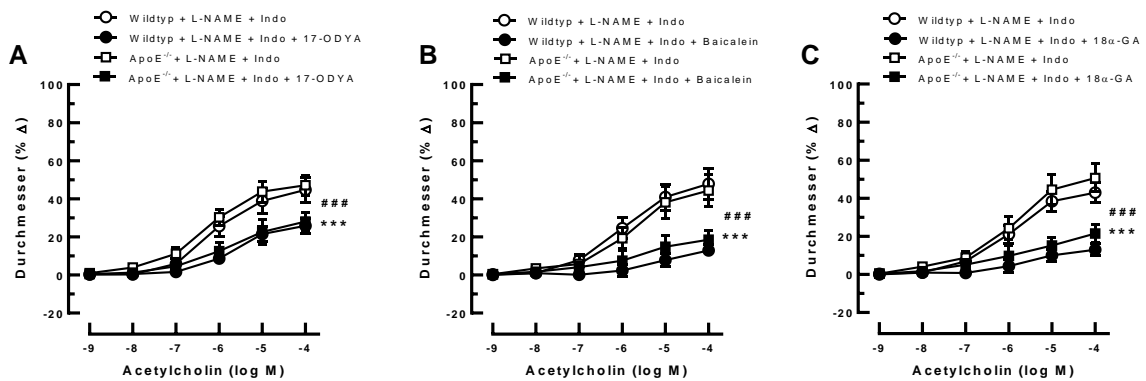 A
Wildtyp + L-NAME + Indo
Wildtyp + L-NAME + Indo + 17-ODYA
ApoE-/- + L-NAME + Indo
ApoE-/- + L-NAME + Indo + 17-ODYA
Durchmesser (% Δ)
100
80
60
40
20
0
-20
###
***
-9 -8 -7 -6 -5 -4
Acetylcholin (log M)
B
Wildtyp + L-NAME + Indo
Wildtyp + L-NAME + Indo + Baicalein
ApoE-/- + L-NAME + Indo
ApoE-/- + L-NAME + Indo + Baicalein
Durchmesser (% Δ)
100
80
60
40
20
0
-20
###
***
-9 -8 -7 -6 -5 -4
Acetylcholin (log M)
C
Wildtyp + L-NAME + Indo
Wildtyp + L-NAME + Indo + 18α-GA
ApoE-/- + L-NAME + Indo
ApoE-/- + L-NAME + Indo + 18α-GA
Durchmesser (% Δ)
100
80
60
40
20
0
-20
###
***
-9 -8 -7 -6 -5 -4
Acetylcholin (log M)